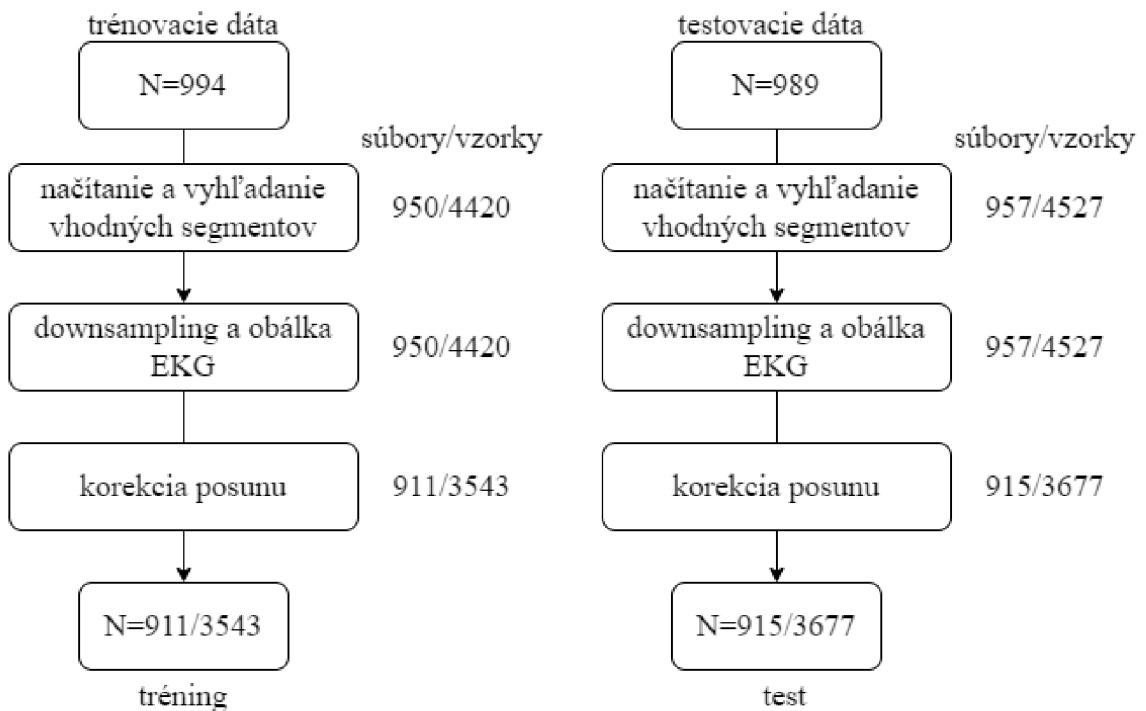 trénovacie dáta
N=994
súbory/vzorky
načítanie a vyhľadanie
vhodných segmentov
950/4420
downsampling a obálka
EKG
950/4420
korekcia posunu
911/3543
N=911/3543
tréning
testovacie dáta
N=989
súbory/vzorky
načítanie a vyhľadanie
vhodných segmentov
957/4527
downsampling a obálka
EKG
957/4527
korekcia posunu
915/3677
N=915/3677
test